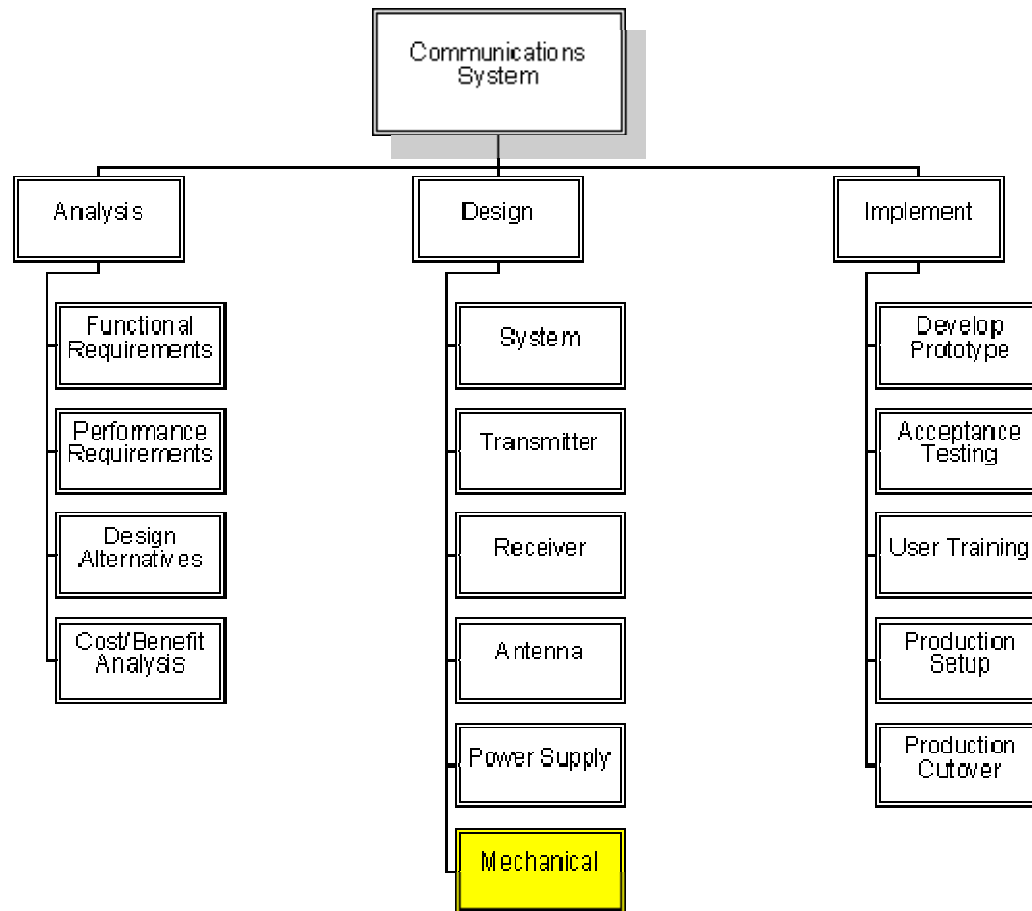 Communications
System
Analysis
Design
Implement
Functional
Requirements
Performance
Requirements
Design
Alternatives
Cost/Benefit
Analysis
System
Transmitter
Receiver
Antenna
Power Supply
Mechanical
Develop
Prototype
Acceptance
Testing
User Training
Production
Setup
Production
Cutover